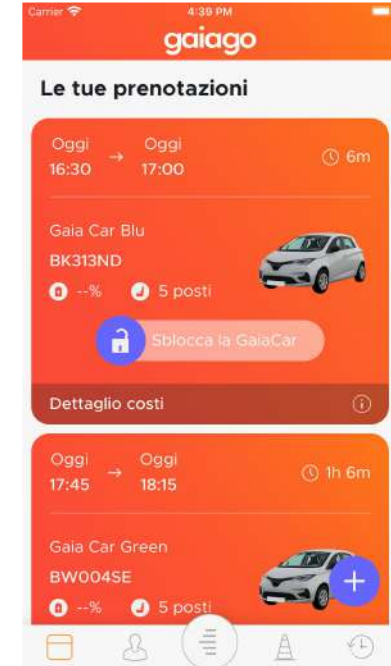 Carrier 4:39 PM
gaiago
Le tue prenotazioni
Oggi → Oggi
16:30 17:00 6m
Gaia Car Blu
BK313ND
--% 5 posti
Sblocca la GaiaCar
Dettaglio costi
Oggi → Oggi
17:45 18:15 1h 6m
Gaia Car Green
BW004SE
--% 5 posti